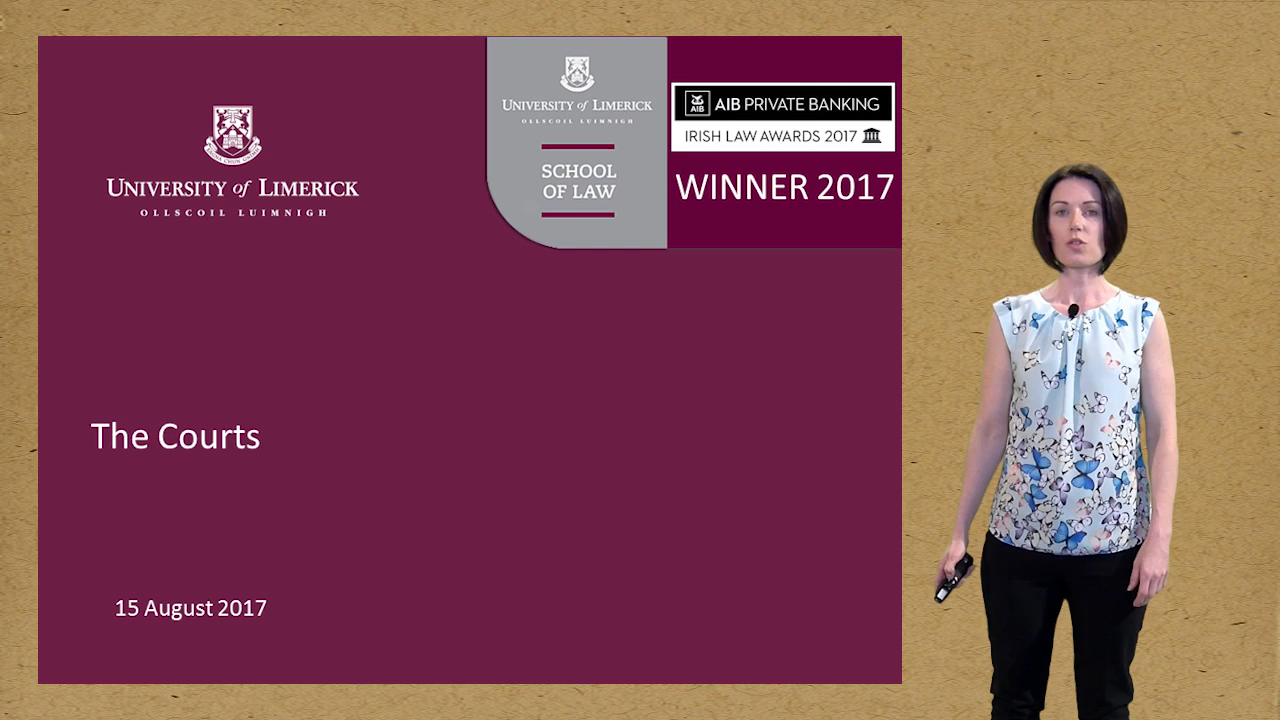 UNIVERSITY of LIMERICK
OLLSCOIL LUIMNIGH
UNIVERSITY of LIMERICK
OLLSCOIL LUIMNIGH
SCHOOL
OF LAW
AIB
AIB PRIVATE BANKING
IRISH LAW AWARDS 2017
WINNER 2017
The Courts
15 August 2017